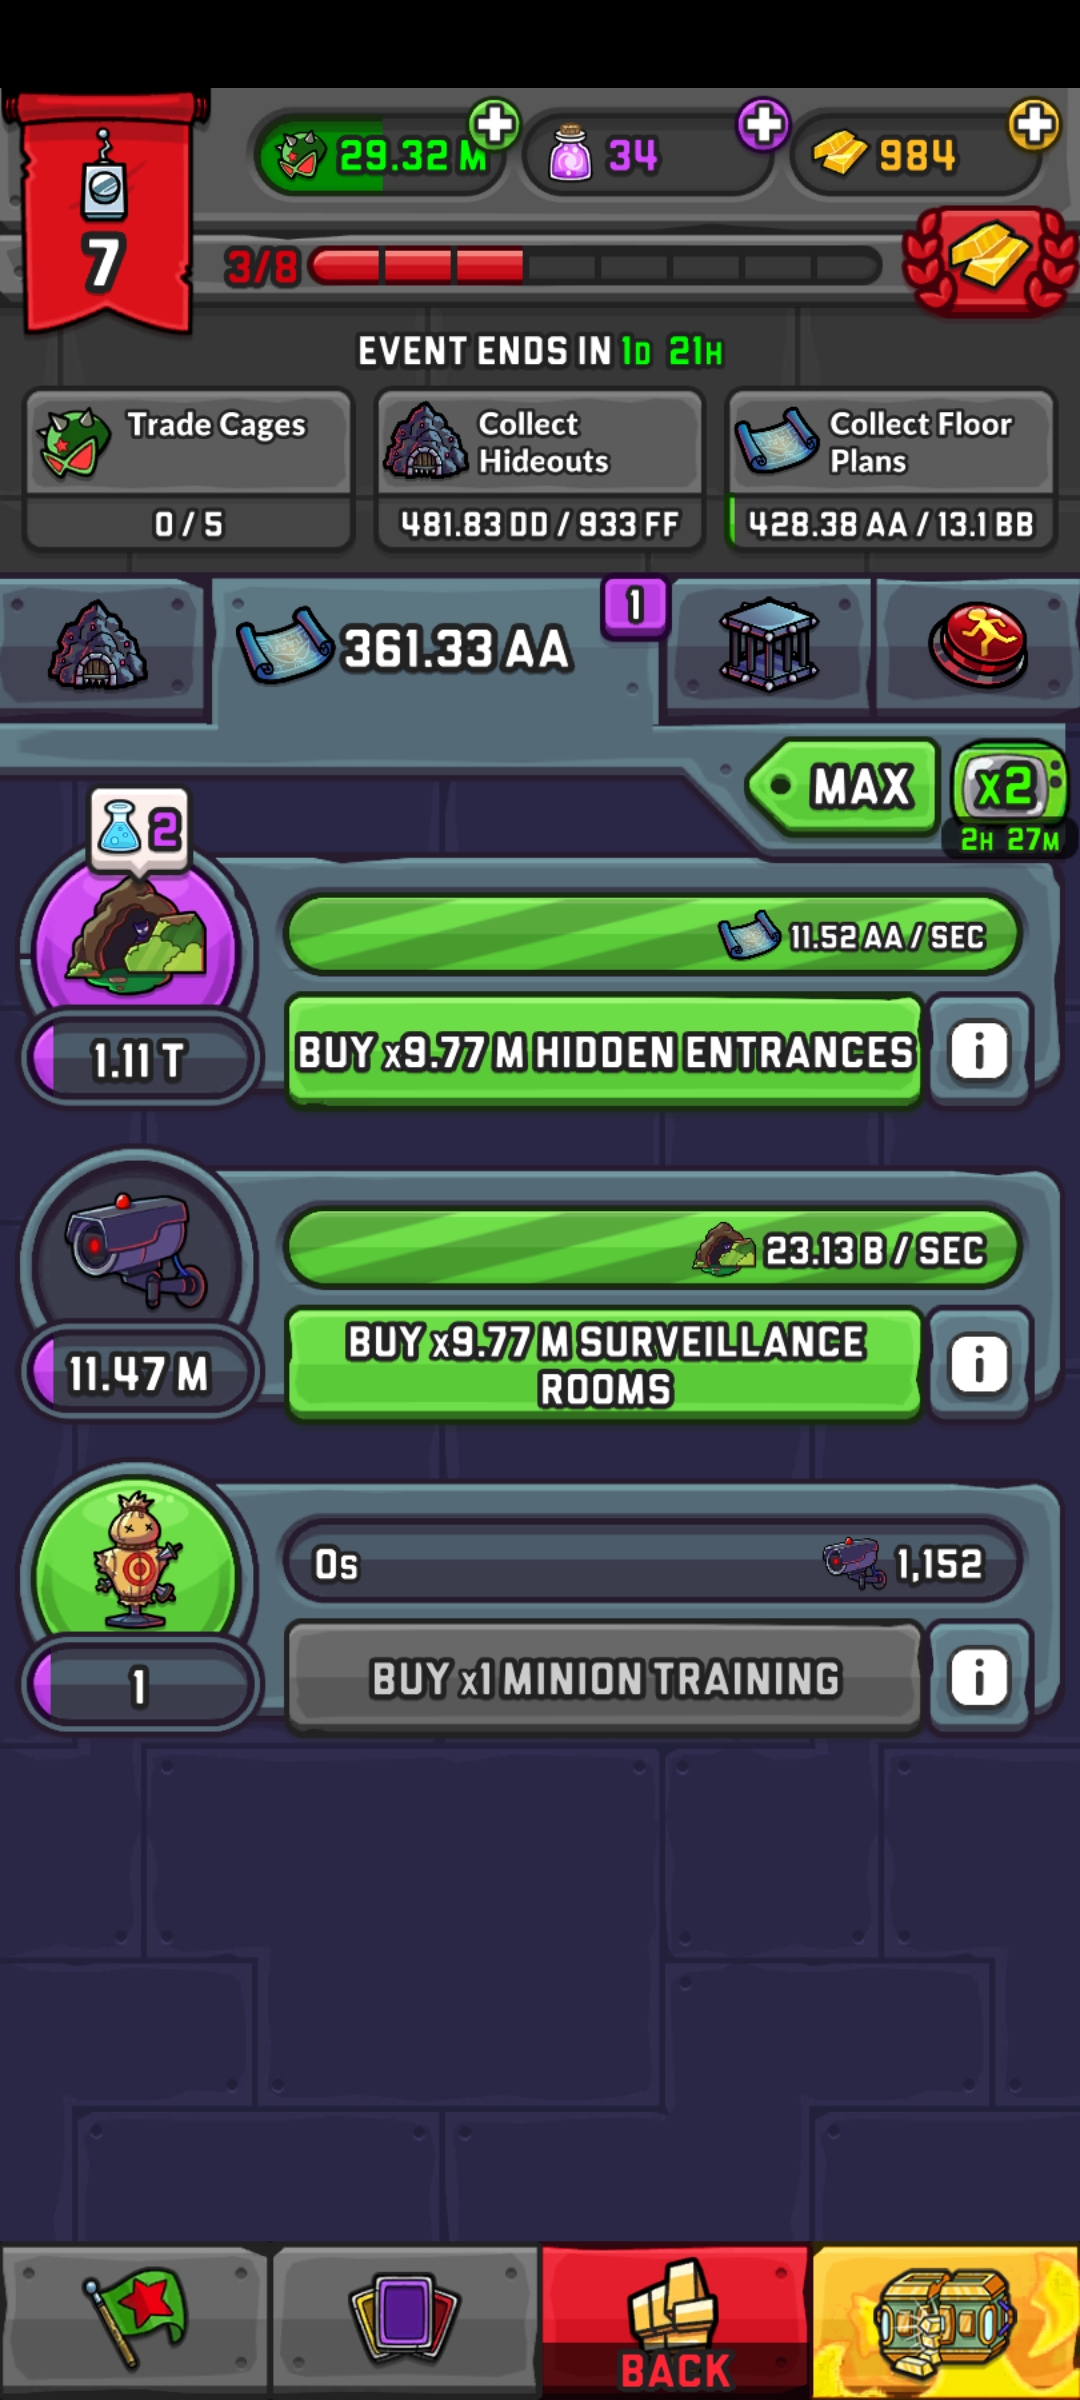 29.32 M
34
984
7
3/8
EVENT ENDS IN 1D 21H
Trade Cages
0 / 5
Collect
Hideouts
481.83 DD / 933 FF
Collect Floor
Plans
428.38 AA / 13.1 BB
361.33 AA
1
MAX
x2
2H 27M
2
11.52 AA / SEC
1.11 T
BUY x9.77 M HIDDEN ENTRANCES
i
23.13 B / SEC
11.47 M
BUY x9.77 M SURVEILLANCE
ROOMS
i
0s
1,152
1
BUY x1 MINION TRAINING
i
BACK